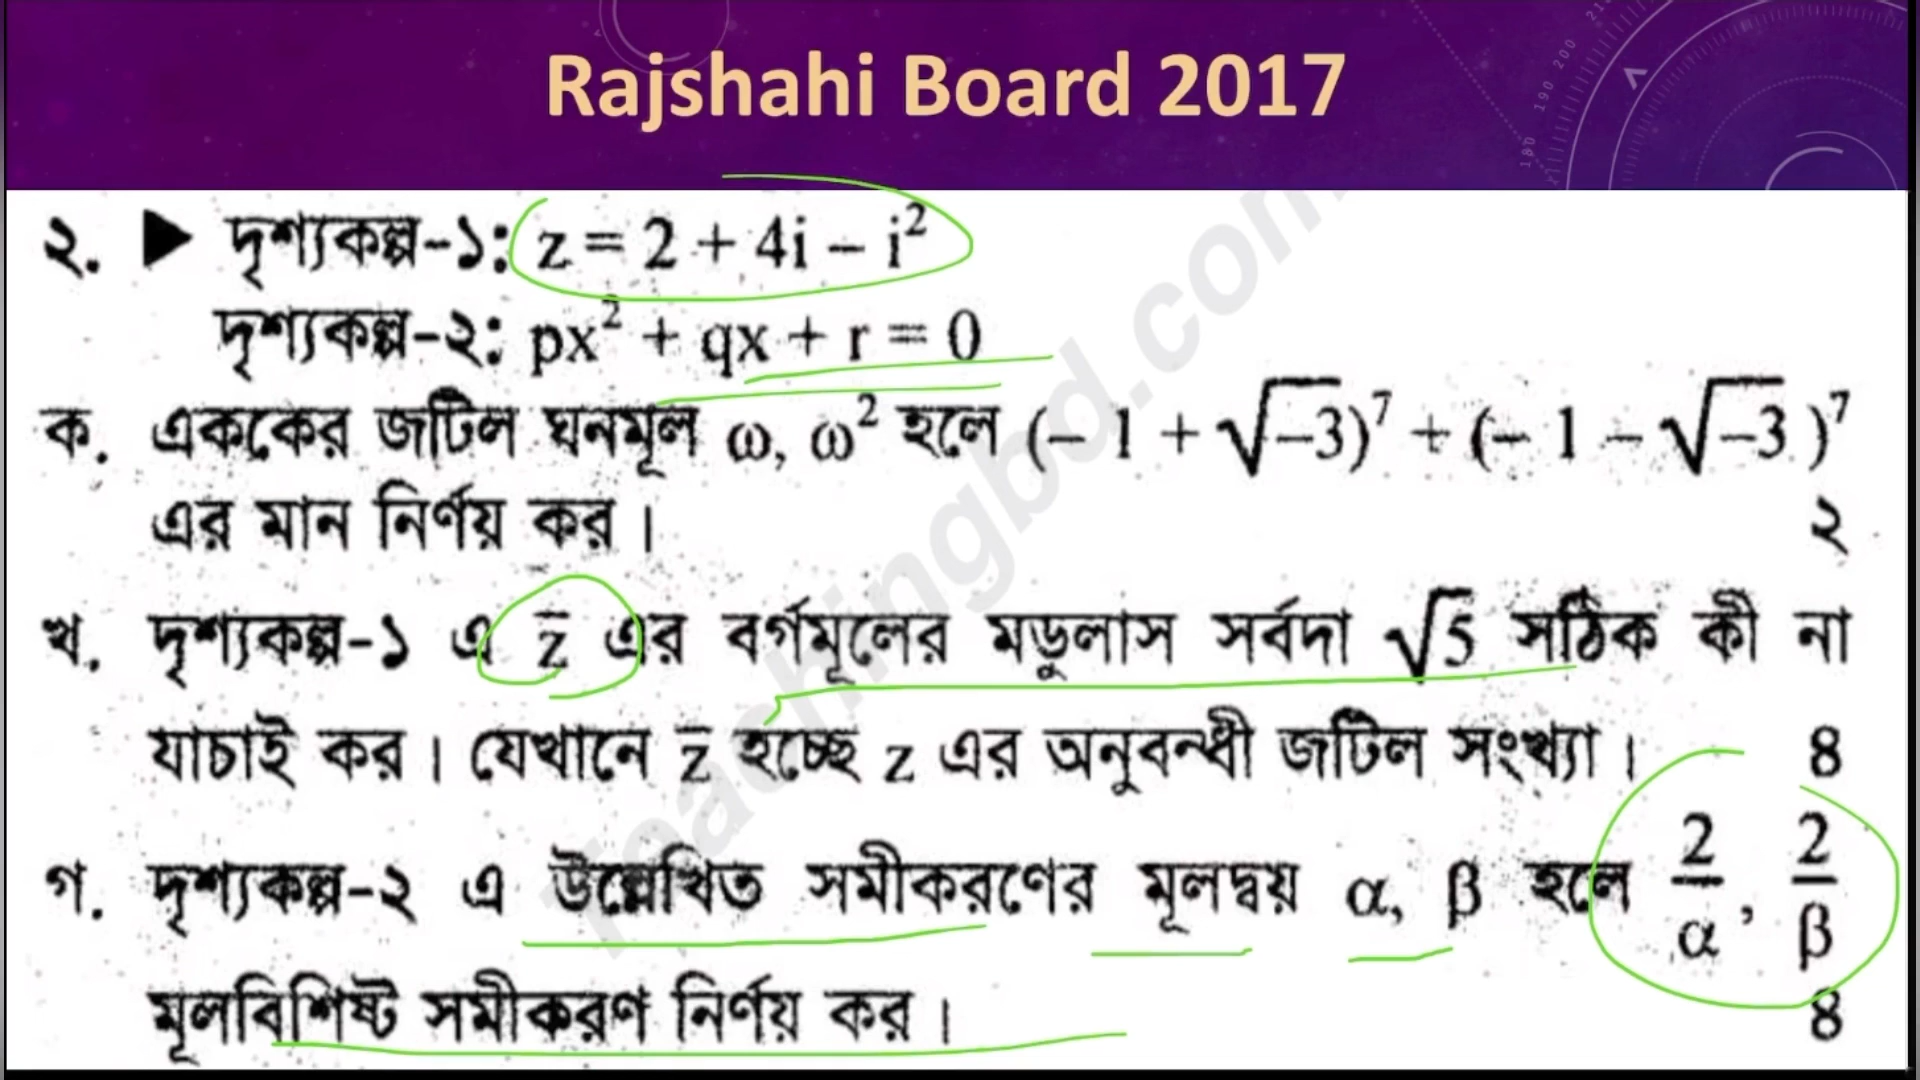 Rajshahi Board 2017
২. ▶ দৃশ্যকল্প-১: z = 2 + 4i – i²
দৃশ্যকল্প-২: px² + qx + r = 0
ক. এককের জটিল ঘনমূল ω, ω² হলে (– 1 + √–3)⁷ + (– 1 – √–3 )⁷
এর মান নির্ণয় কর। ২
খ. দৃশ্যকল্প-১ এ z̅ এর বর্গমূলের মডুলাস সর্বদা √5 সঠিক কী না
যাচাই কর। যেখানে z̅ হচ্ছে z এর অনুবন্ধী জটিল সংখ্যা। ৪
গ. দৃশ্যকল্প-২ এ উল্লেখিত সমীকরণের মূলদ্বয় α, β হলে 2/α, 2/β
মূলবিশিষ্ট সমীকরণ নির্ণয় কর। ৪
Teachingbd.com